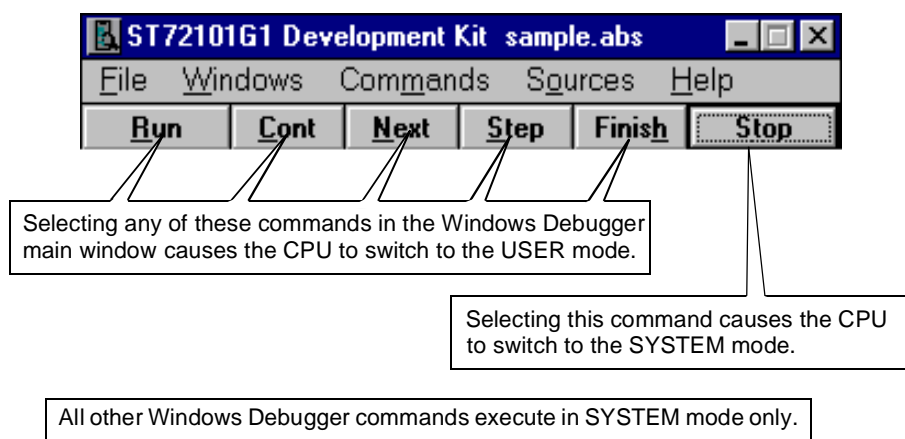 ST72101G1 Development Kit sample.abs
File Windows Commands Sources Help
Run Cont Next Step Finish Stop
Selecting any of these commands in the Windows Debugger
main window causes the CPU to switch to the USER mode.
Selecting this command causes the CPU
to switch to the SYSTEM mode.
All other Windows Debugger commands execute in SYSTEM mode only.